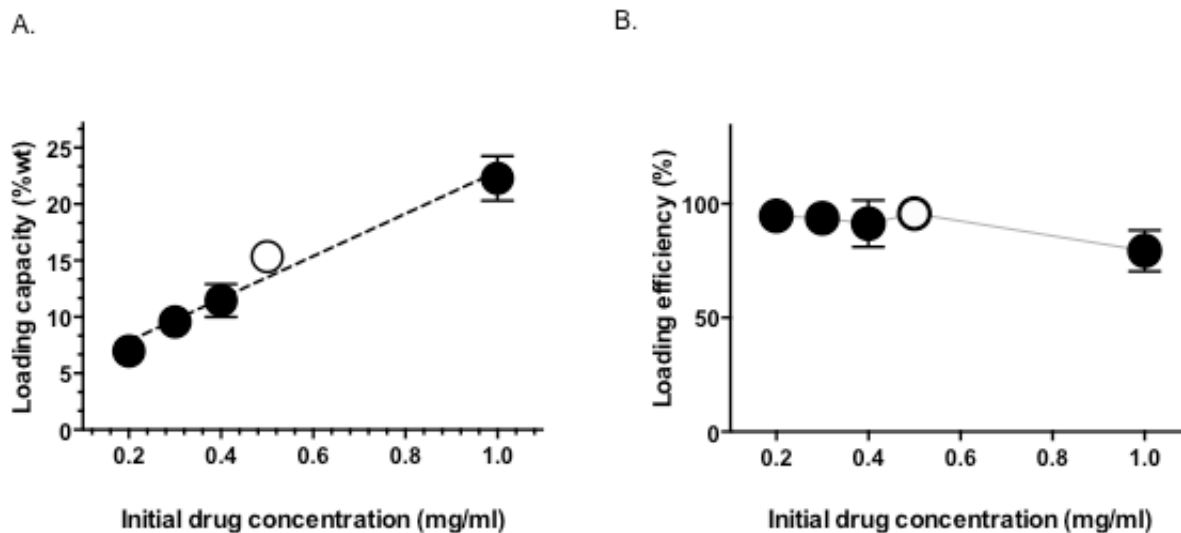 A.
B.
Loading capacity (%wt)
25
20
15
10
5
0
0.2 0.4 0.6 0.8 1.0
Initial drug concentration (mg/ml)
Loading efficiency (%)
100
50
0
0.2 0.4 0.6 0.8 1.0
Initial drug concentration (mg/ml)